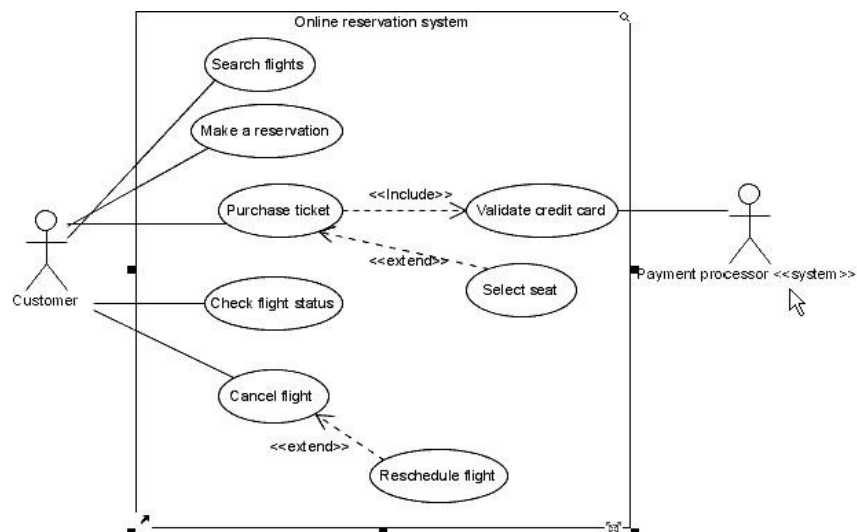 Online reservation system
Search flights
Make a reservation
<<Include>>
Purchase ticket
Validate credit card
<<extend>>
Payment processor <<system>>
Select seat
Customer
Check flight status
Cancel flight
<<extend>>
Reschedule flight